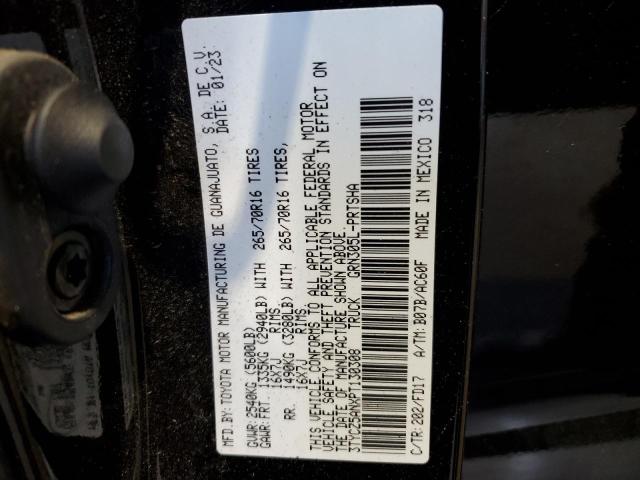 MFD.BY:TOYOTA MOTOR MANUFACTURING DE GUANAJUATO, S.A. DE C.V.
DATE: 01/23
GVWR:2540KG (5600LB)
GAWR:FRT. 1335KG (2940LB) WITH 265/70R16 TIRES
16X7J RIMS
RR. 1490KG (3280LB) WITH 265/70R16 TIRES,
16X7J RIMS
THIS VEHICLE CONFORMS TO ALL APPLICABLE FEDERAL MOTOR
VEHICLE SAFETY AND THEFT PREVENTION STANDARDS IN EFFECT ON
THE DATE OF MANUFACTURE SHOWN ABOVE.
3TYCZ5ANXPT130308 TRUCK GRN305L-PRTSHA
C/TR:202/FD17 A/TM:B07B/AC60F MADE IN MEXICO 318